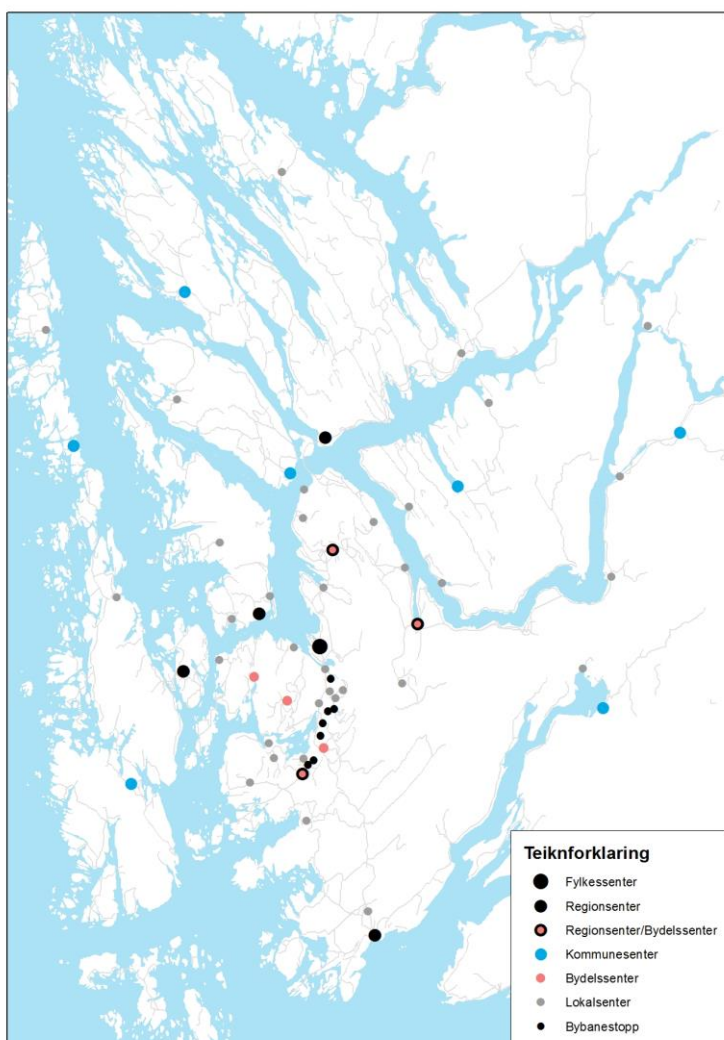 Teiknforklaring
Fylkessenter
Regionsenter
Regionsenter/Bydelssenter
Kommunesenter
Bydelssenter
Lokalsenter
Bybanestopp